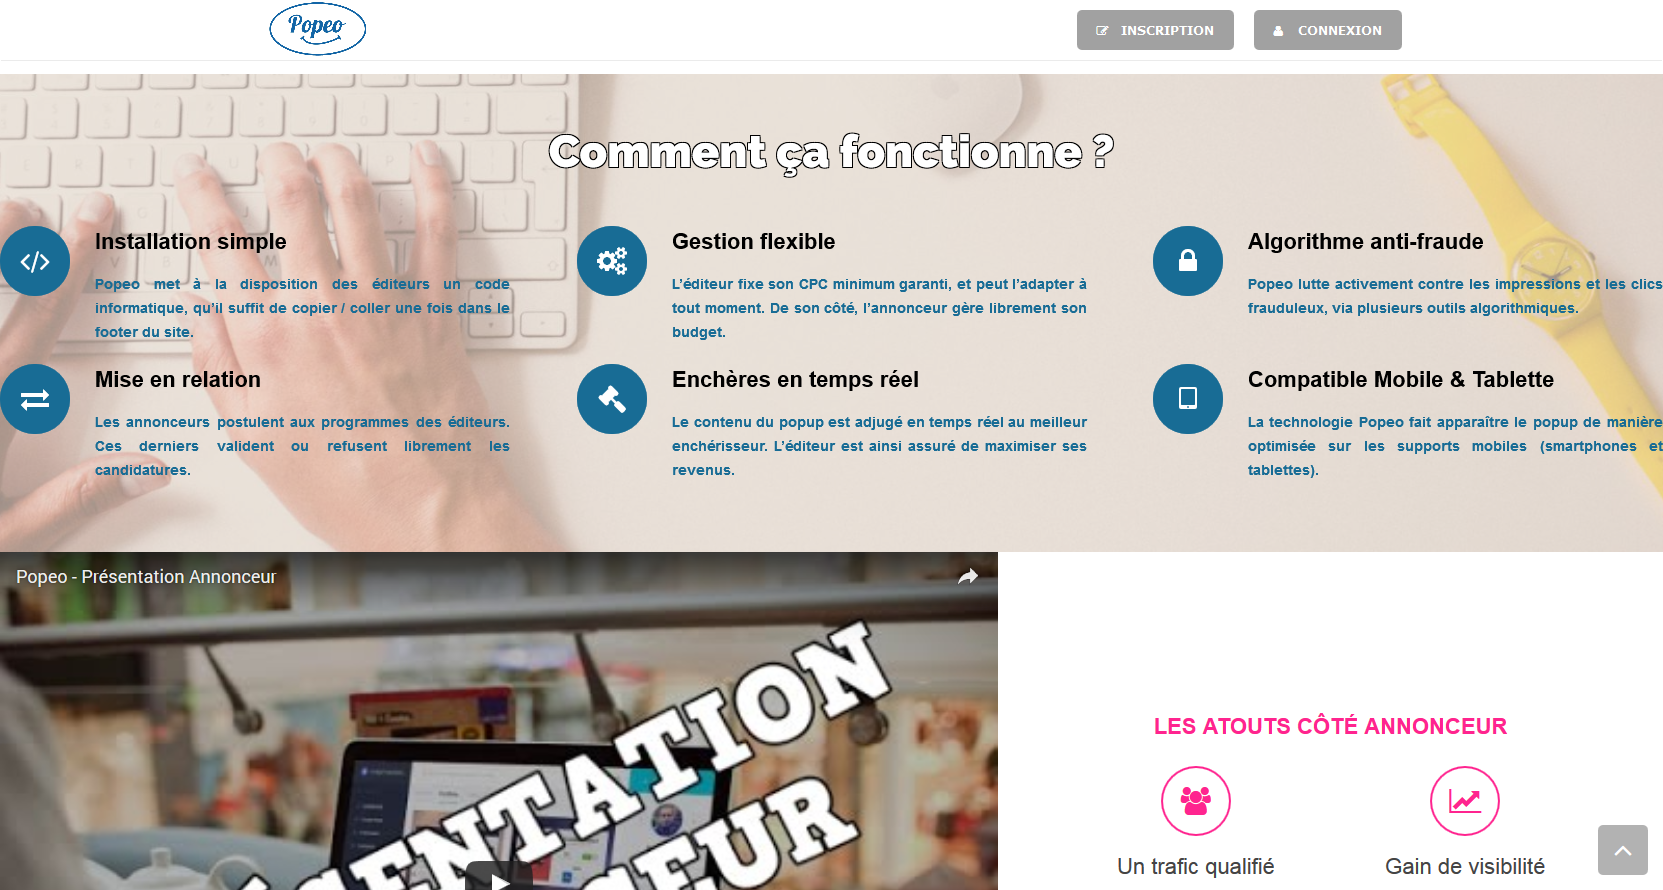 Popeo
INSCRIPTION
CONNEXION
Comment ça fonctionne ?
Installation simple
Popeo met à la disposition des éditeurs un code
informatique, qu'il suffit de copier / coller une fois dans le
footer du site.
Gestion flexible
L'éditeur fixe son CPC minimum garanti, et peut l'adapter à
tout moment. De son côté, l'annonceur gère librement son
budget.
Algorithme anti-fraude
Popeo lutte activement contre les impressions et les clics
frauduleux, via plusieurs outils algorithmiques.
Mise en relation
Les annonceurs postulent aux programmes des éditeurs.
Ces derniers valident ou refusent librement les
candidatures.
Enchères en temps réel
Le contenu du popup est adjugé en temps réel au meilleur
enchérisseur. L'éditeur est ainsi assuré de maximiser ses
revenus.
Compatible Mobile & Tablette
La technologie Popeo fait apparaître le popup de manière
optimisée sur les supports mobiles (smartphones et
tablettes).
Popeo - Présentation Annonceur
LES ATOUTS CÔTÉ ANNONCEUR
Un trafic qualifié
Gain de visibilité